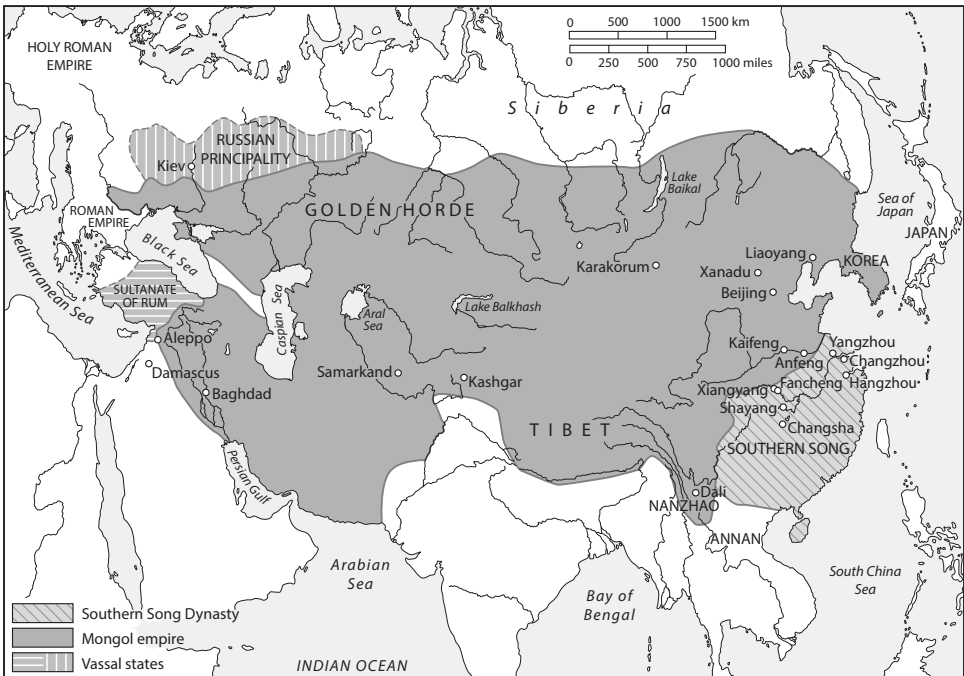 0 500 1000 1500 km
0 250 500 750 1000 miles
HOLY ROMAN
EMPIRE
Siberia
RUSSIAN
PRINCIPALITY
Kiev
Lake
Baikal
Sea of
Japan
JAPAN
ROMAN
EMPIRE
GOLDEN HORDE
Black Sea
Mediterranean Sea
Karakorum
Liaoyang
KOREA
Xanadu
Beijing
SULTANATE
OF RUM
Caspian Sea
Aral
Sea
Lake Balkhash
Aleppo
Damascus
Baghdad
Samarkand
Kashgar
Kaifeng
Yangzhou
Anfeng
Changzhou
Xiangyang
Fancheng
Hangzhou
Shayang
Changsha
TIBET
SOUTHERN SONG
Persian Gulf
Dali
NANZHAO
ANNAN
Arabian
Sea
Bay of
Bengal
South China
Sea
Southern Song Dynasty
Mongol empire
Vassal states
INDIAN OCEAN